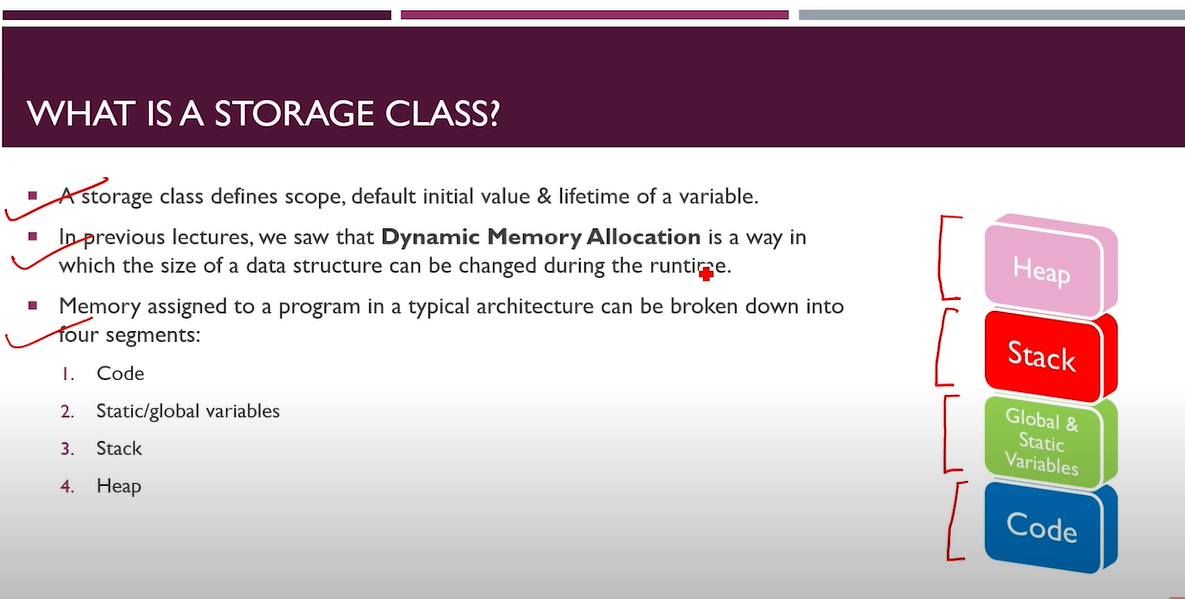 WHAT IS A STORAGE CLASS?
A storage class defines scope, default initial value & lifetime of a variable.
In previous lectures, we saw that Dynamic Memory Allocation is a way in
which the size of a data structure can be changed during the runtime.
Memory assigned to a program in a typical architecture can be broken down into
four segments:
1. Code
2. Static/global variables
3. Stack
4. Heap
Heap
Stack
Global &
Static
Variables
Code